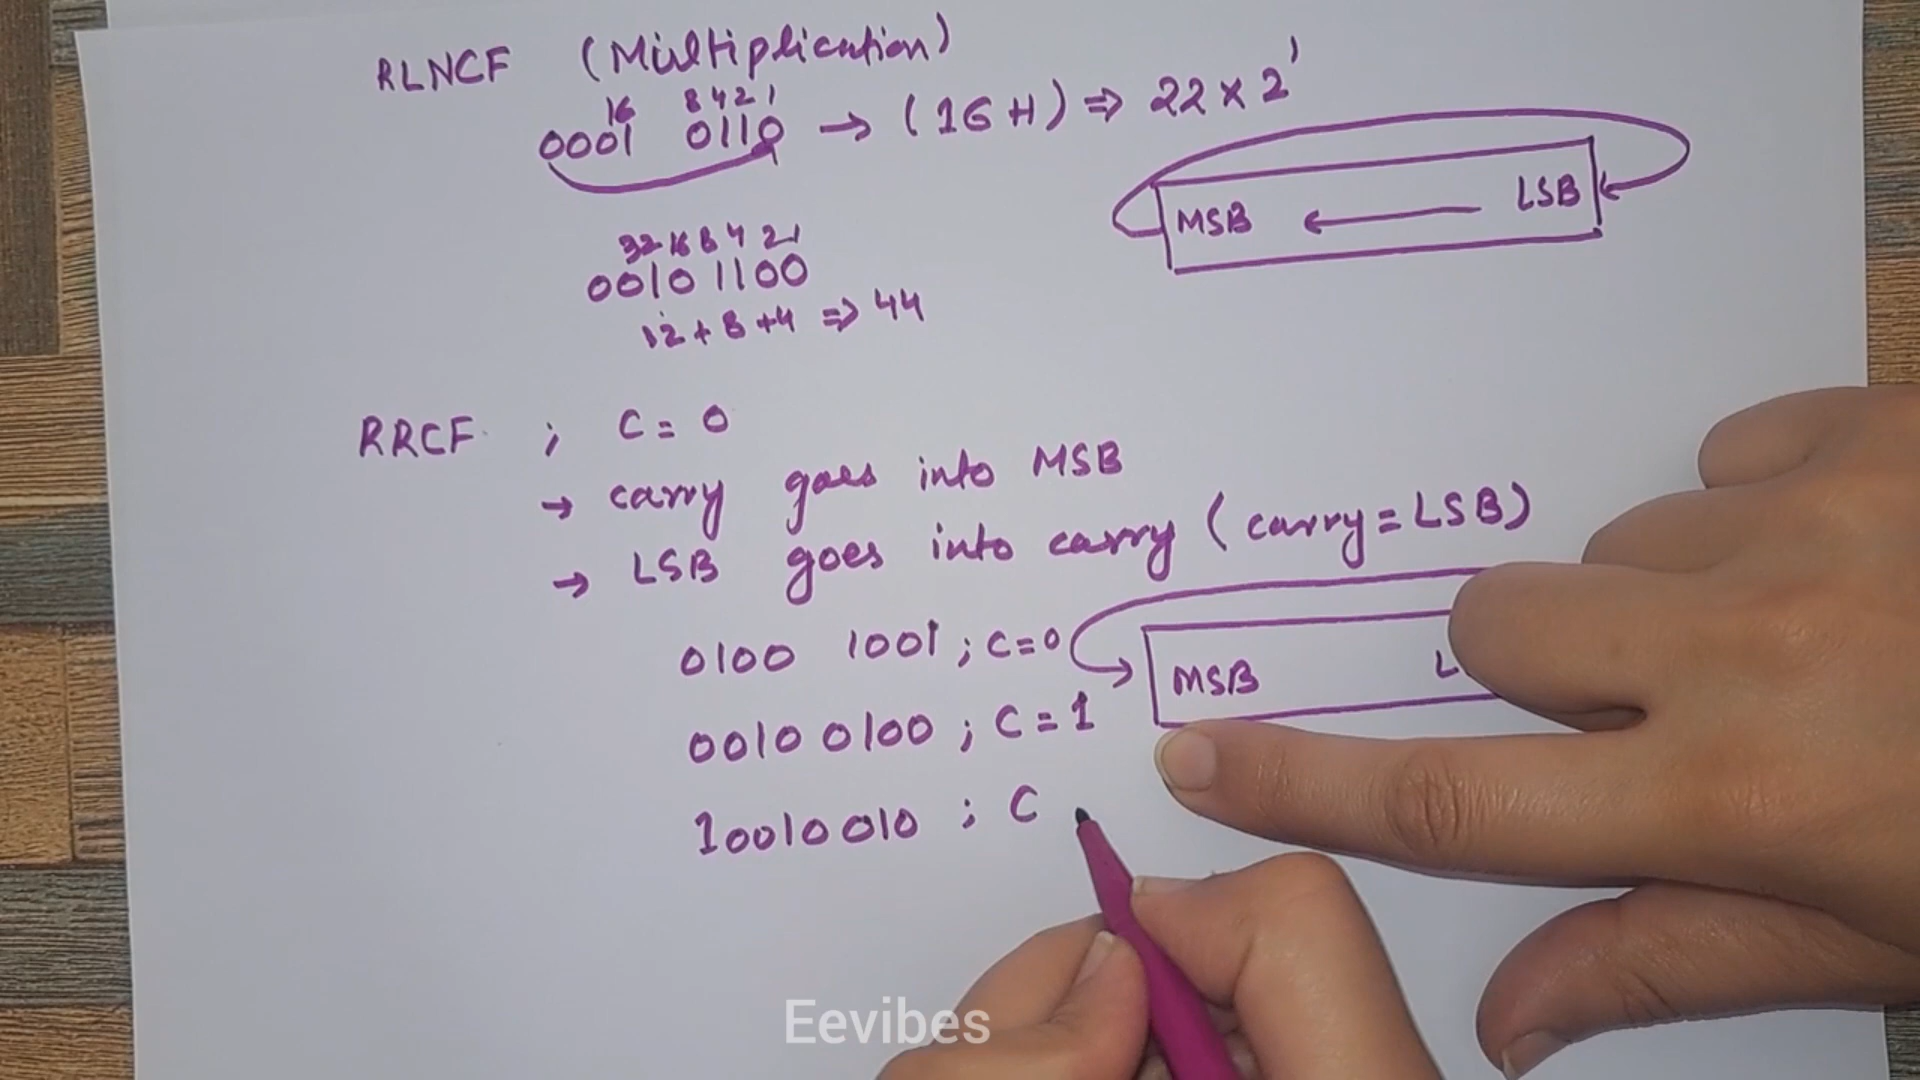 RLNCF (Multiplication)
16 8 4 2 1
0001 0110 → (16H) ⇒ 22 × 2¹
MSB ← LSB
32 16 8 4 2 1
0010 1100
12 + 8 + 4 ⇒ 44
RRCF ; C = 0
→ carry goes into MSB
→ LSB goes into carry (carry = LSB)
0100 1001 ; C = 0
MSB L
0010 0100 ; C = 1
10010010 ; C
Eevibes